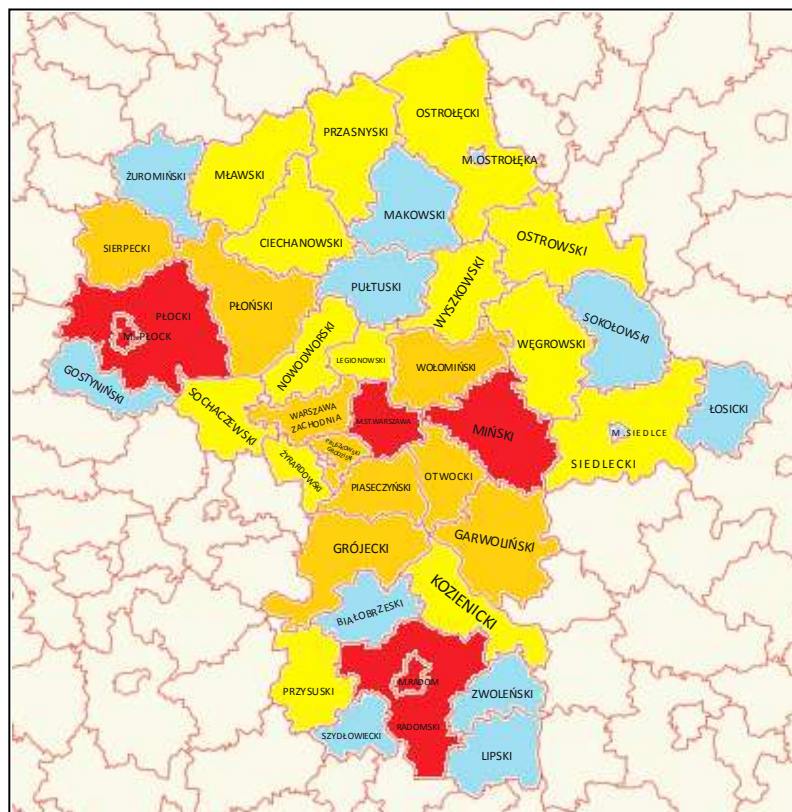 OSTROŁĘCKI
PRZASNYSKI
M.OSTROŁĘKA
ŻUROMIŃSKI
MŁAWSKI
MAKOWSKI
SIERPECKI
CIECHANOWSKI
OSTROWSKI
PŁOCKI
PŁOŃSKI
PUŁTUSKI
WYSZKOWSKI
SOKOŁOWSKI
M.PŁOCK
NOWODWORSKI
LEGIONOWSKI
WOŁOMIŃSKI
WĘGROWSKI
GOSTYNIŃSKI
SOCHACZEWSKI
WARSZAWA
ZACHODNIA
M.ST.WARSZAWA
MIŃSKI
M.SIEDLCE
ŁOSICKI
SIEDLECKI
ŻYRARDOWSKI
PIASECZYŃSKI
OTWOCKI
GRÓJECKI
GARWOLIŃSKI
KOZIENICKI
BIAŁOBRZESKI
M.RADOM
PRZYSUSKI
ZWOLEŃSKI
RADOMSKI
SZYDŁOWIECKI
LIPSKI